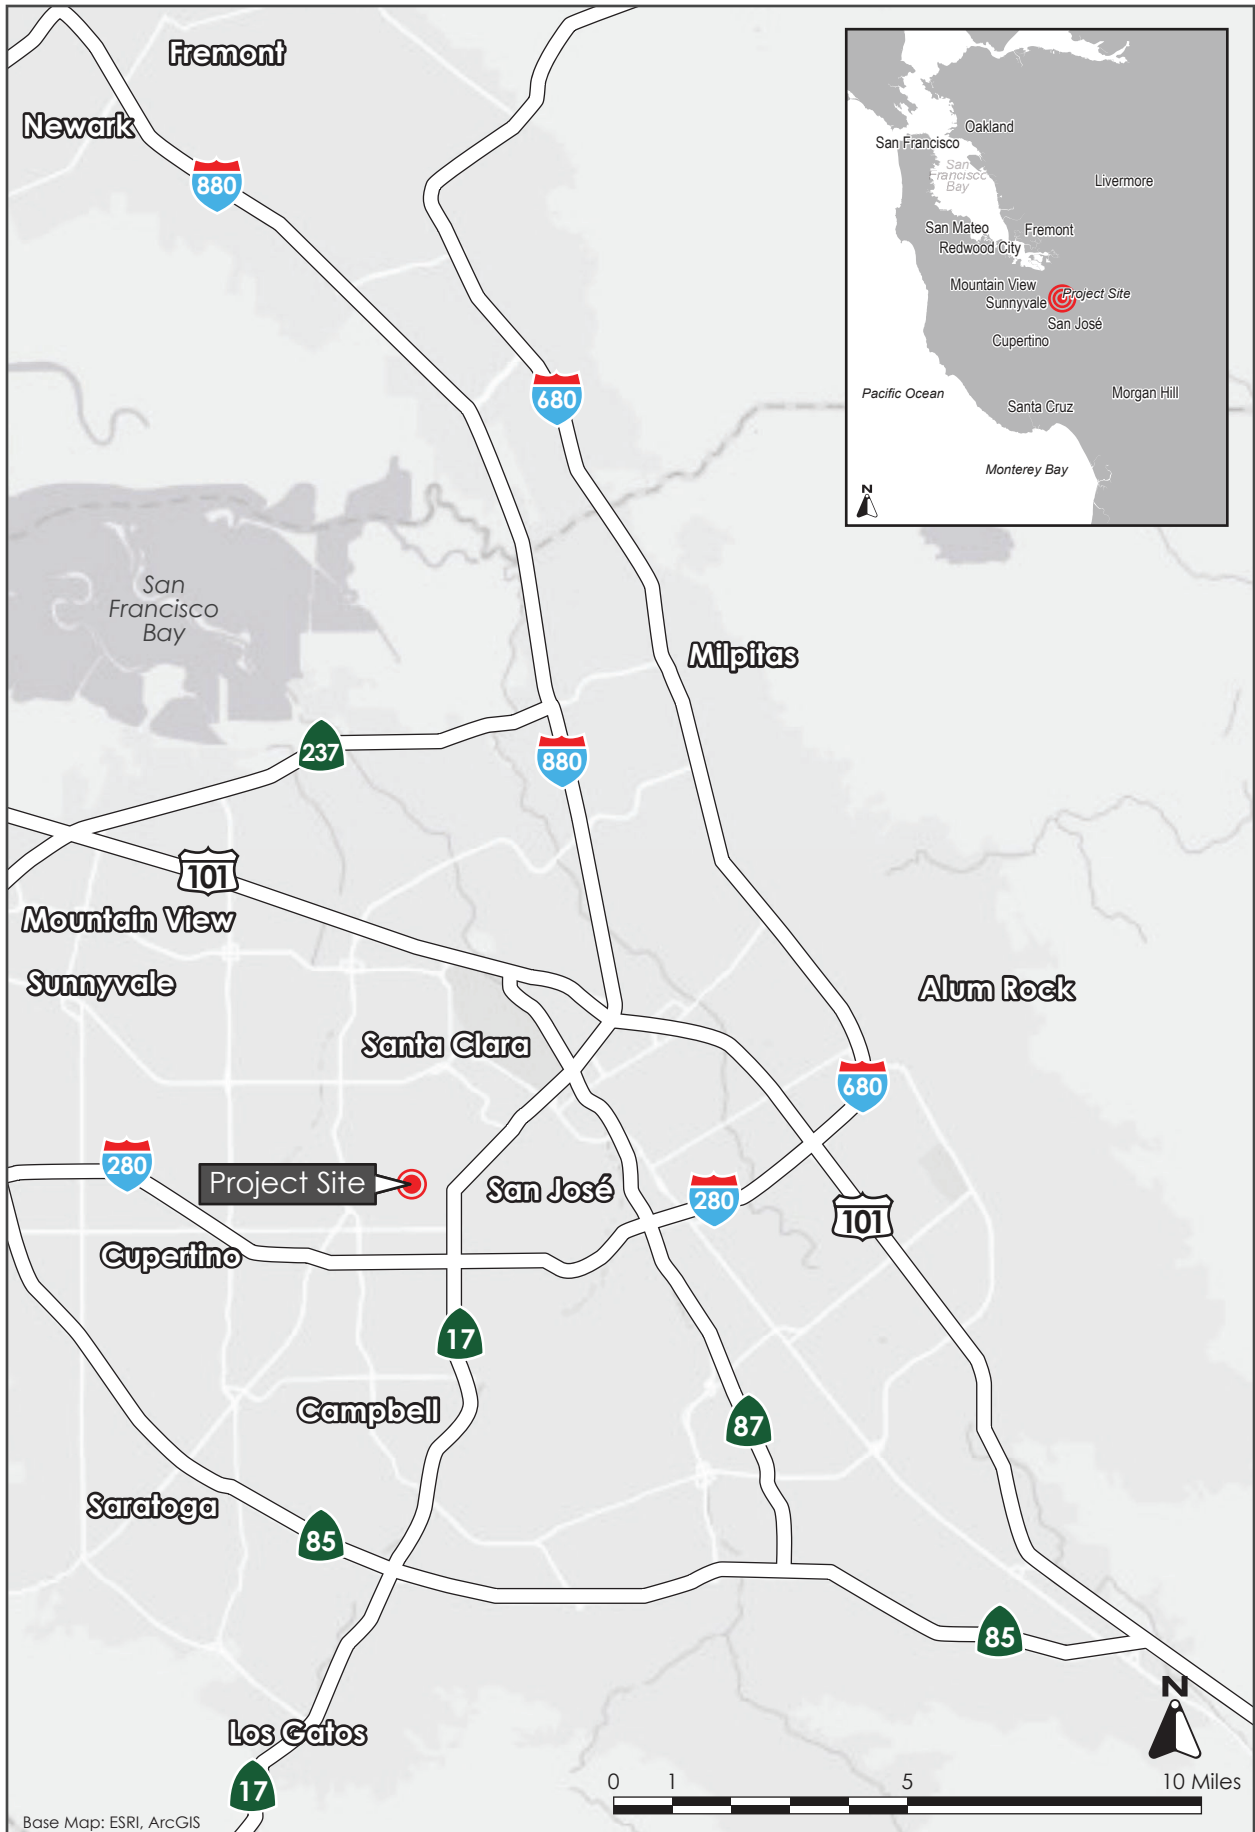 Fremont
Newark
880
680
San
Francisco
Bay
Milpitas
237
880
101
Mountain View
Sunnyvale
Alum Rock
Santa Clara
680
280
Project Site
San José
280
101
Cupertino
17
Campbell
87
Saratoga
85
85
Los Gatos
17
N
0 1 5 10 Miles
Base Map: ESRI, ArcGIS
Oakland
San Francisco
San
Francisco
Bay
Livermore
San Mateo
Fremont
Redwood City
Mountain View
Project Site
Sunnyvale
San José
Cupertino
Pacific Ocean
Morgan Hill
Santa Cruz
Monterey Bay
N